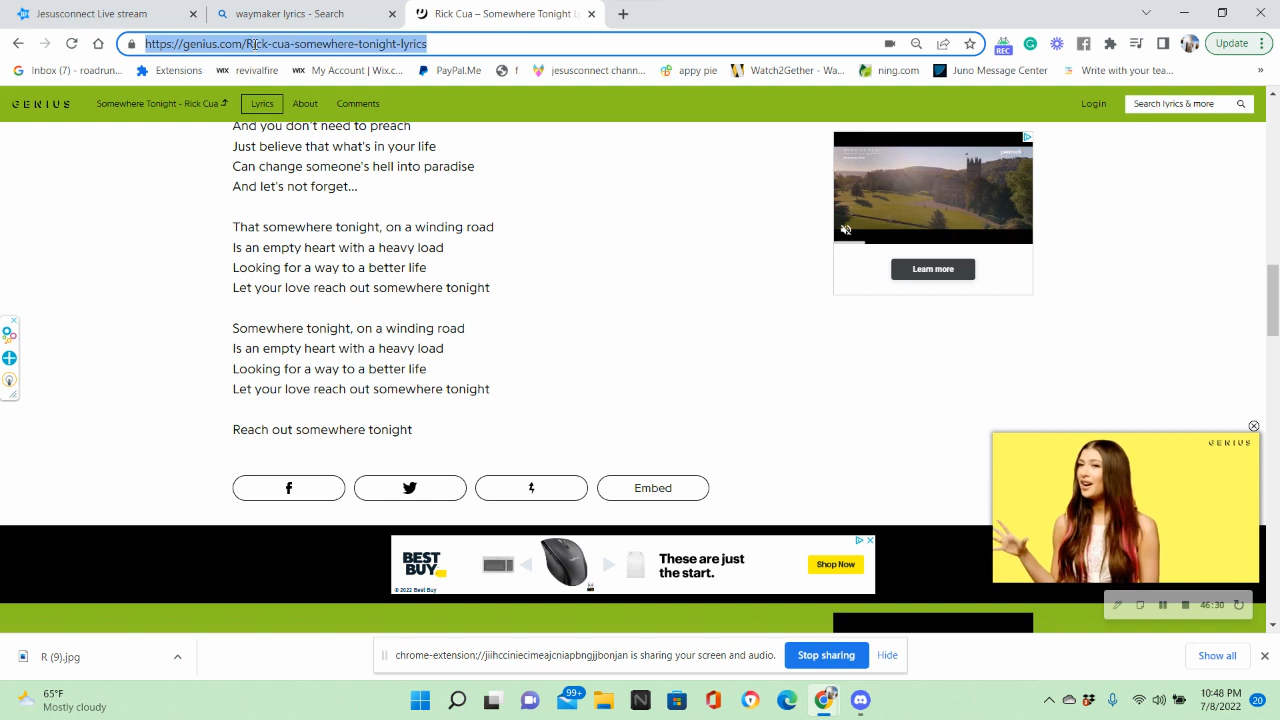 Jesusconnect Live stream
waymaker lyrics - Search
Rick Cua – Somewhere Tonight L
https://genius.com/Rick-cua-somewhere-tonight-lyrics
REC
Update
Inbox (7) - roadrun...
Extensions
WIX revivalfire
WIX My Account | Wix.c...
PayPal.Me
f
jesusconnect chann...
appy pie
Watch2Gether - Wa...
ning.com
Juno Message Center
Write with your tea...
»
GENIUS
Somewhere Tonight - Rick Cua
Lyrics
About
Comments
Login
Search lyrics & more
And you don't need to preach
Just believe that what's in your life
Can change someone's hell into paradise
And let's not forget...
That somewhere tonight, on a winding road
Is an empty heart with a heavy load
Looking for a way to a better life
Let your love reach out somewhere tonight
Somewhere tonight, on a winding road
Is an empty heart with a heavy load
Looking for a way to a better life
Let your love reach out somewhere tonight
Reach out somewhere tonight
peacock
Learn more
Embed
GENIUS
BEST BUY
These are just
the start.
Shop Now
© 2022 Best Buy
46:30
R (9).jpg
chrome-extension://jiihcciniecimeajcniapbngjjbonjan is sharing your screen and audio.
Stop sharing
Hide
Show all
65°F
Mostly cloudy
99+
10:48 PM
7/8/2022
20